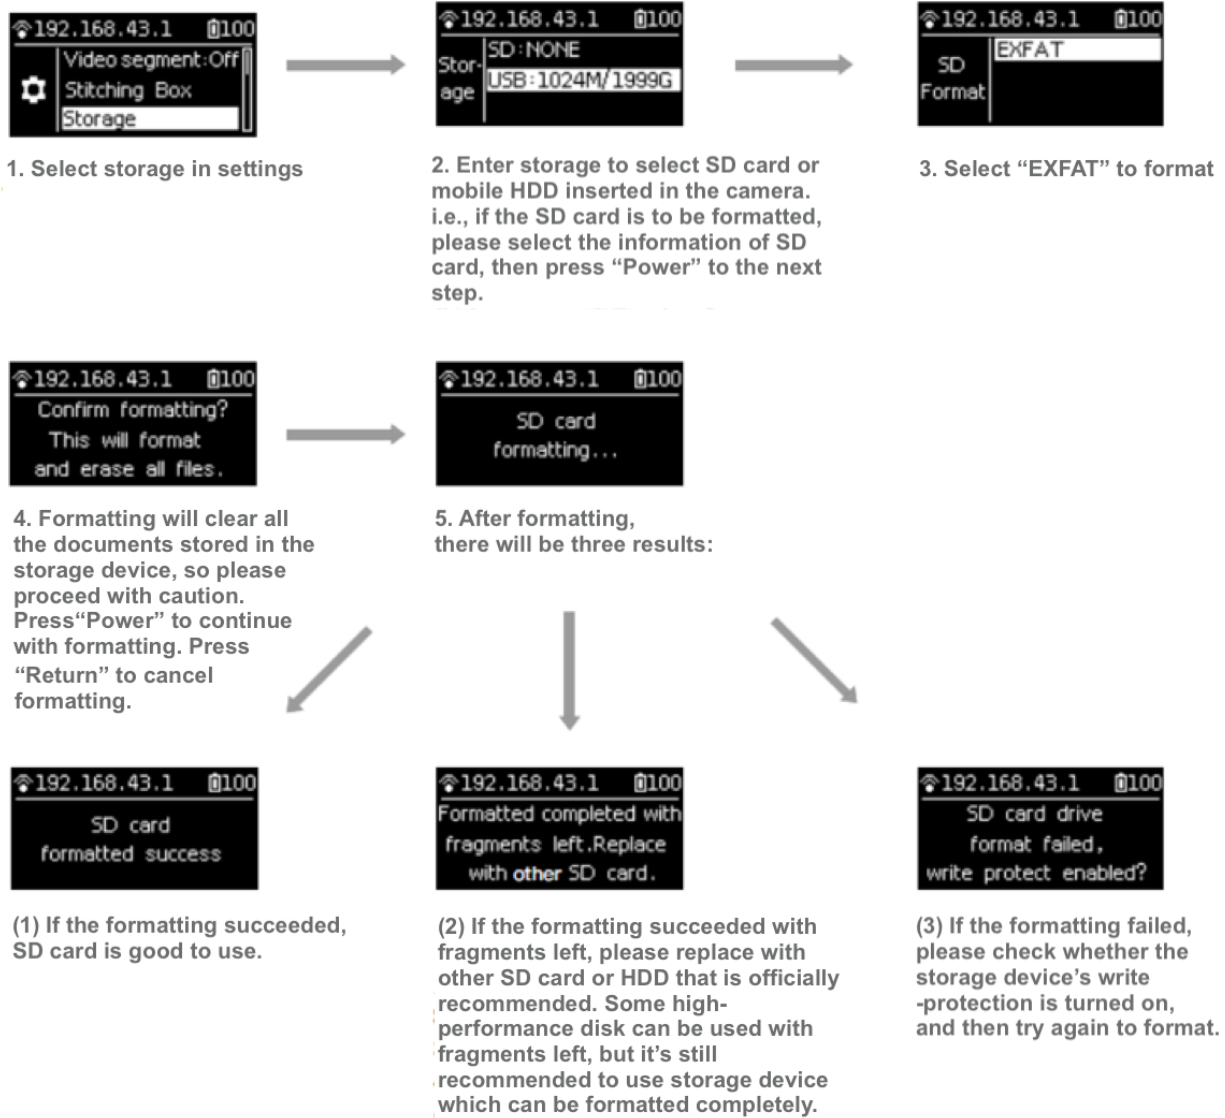 192.168.43.1 100
Video segment:Off
Stitching Box
Storage
1. Select storage in settings
192.168.43.1 100
Stor-
age
SD:NONE
USB:1024M/1999G
2. Enter storage to select SD card or
mobile HDD inserted in the camera.
i.e., if the SD card is to be formatted,
please select the information of SD
card, then press “Power” to the next
step.
192.168.43.1 100
SD
Format
EXFAT
3. Select “EXFAT” to format
192.168.43.1 100
Confirm formatting?
This will format
and erase all files.
4. Formatting will clear all
the documents stored in the
storage device, so please
proceed with caution.
Press“Power” to continue
with formatting. Press
“Return” to cancel
formatting.
192.168.43.1 100
SD card
formatting...
5. After formatting,
there will be three results:
192.168.43.1 100
SD card
formatted success
(1) If the formatting succeeded,
SD card is good to use.
192.168.43.1 100
Formatted completed with
fragments left.Replace
with other SD card.
(2) If the formatting succeeded with
fragments left, please replace with
other SD card or HDD that is officially
recommended. Some high-
performance disk can be used with
fragments left, but it’s still
recommended to use storage device
which can be formatted completely.
192.168.43.1 100
SD card drive
format failed,
write protect enabled?
(3) If the formatting failed,
please check whether the
storage device’s write
-protection is turned on,
and then try again to format.